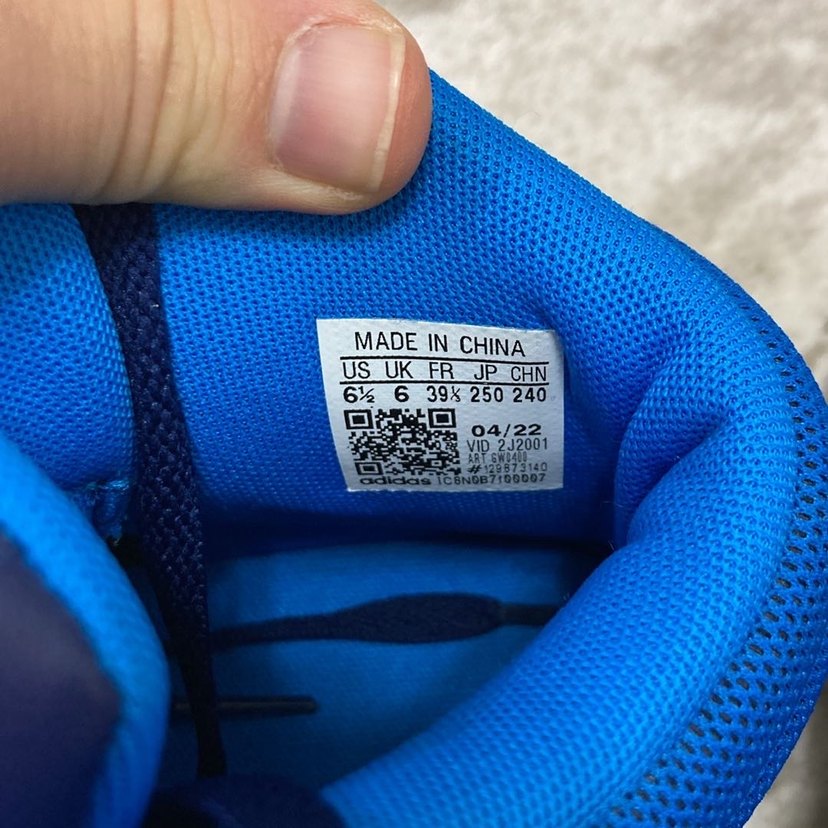 MADE IN CHINA
US UK FR JP CHN
6½ 6 39⅓ 250 240
04/22
VID 2J2001
ART GW8400
#129673140
adidas 1C8N0B7100007